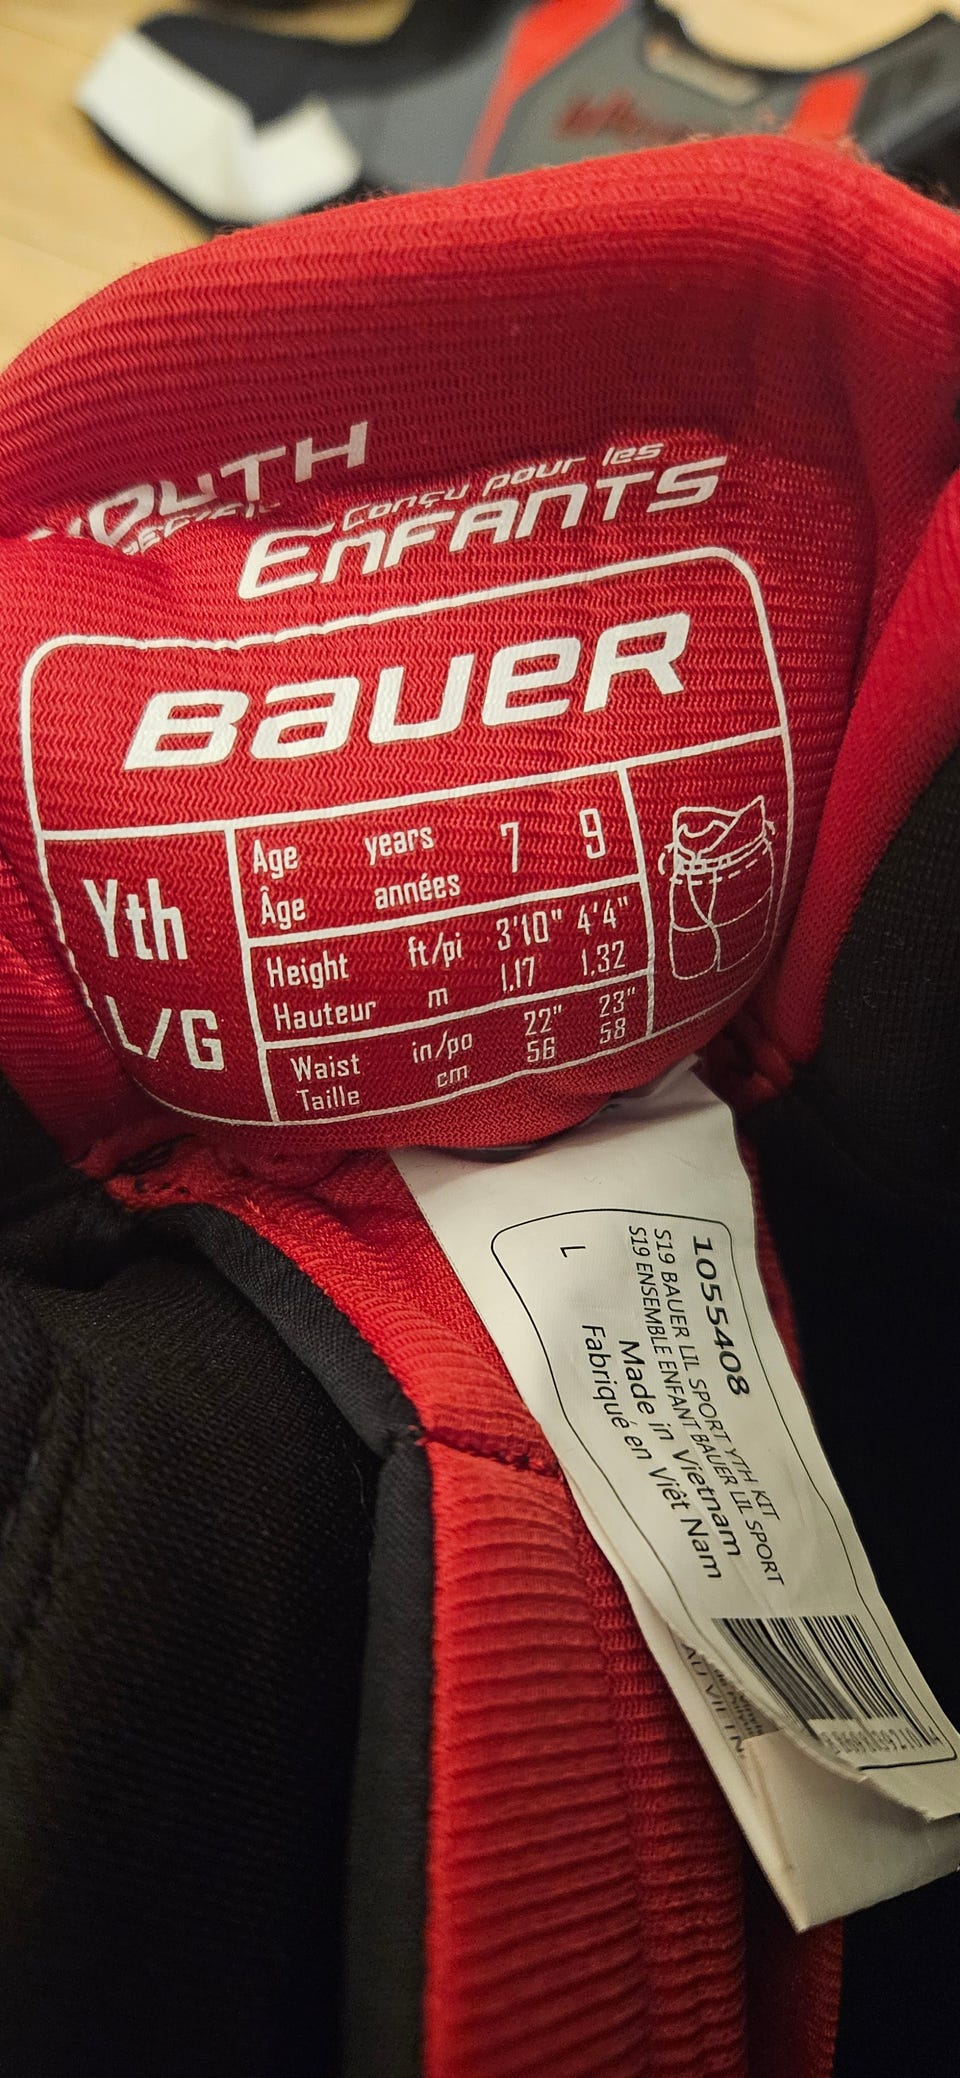 YOUTH
Conçu pour les
ENFANTS
BAUER
Yth
L/G
Age years 7 9
Âge années
Height ft/pi 3'10" 4'4"
Hauteur m 1.17 1.32
Waist in/po 22" 23"
Taille cm 56 58
1055408
S19 BAUER LIL SPORT YTH KIT
S19 ENSEMBLE ENFANT BAUER LIL SPORT
Made in Vietnam
Fabriqué en Viêt Nam
L